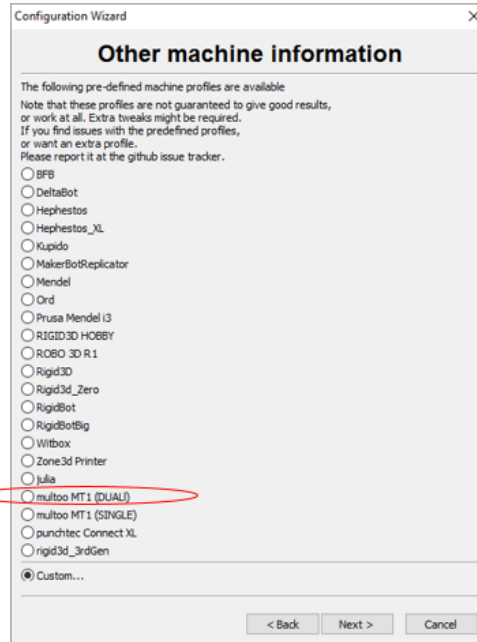 Configuration Wizard
Other machine information
The following pre-defined machine profiles are available
Note that these profiles are not guaranteed to give good results,
or work at all. Extra tweaks might be required.
If you find issues with the predefined profiles,
or want an extra profile.
Please report it at the github issue tracker.
BFB
DeltaBot
Hephestos
Hephestos_XL
Kupido
MakerBotReplicator
Mendel
Ord
Prusa Mendel i3
RIGID3D HOBBY
ROBO 3D R1
Rigid3D
Rigid3d_Zero
RigidBot
RigidBotBig
Witbox
Zone3d Printer
julia
multoo MT1 (DUALl)
multoo MT1 (SINGLE)
punchtec Connect XL
rigid3d_3rdGen
Custom...
< Back Next > Cancel